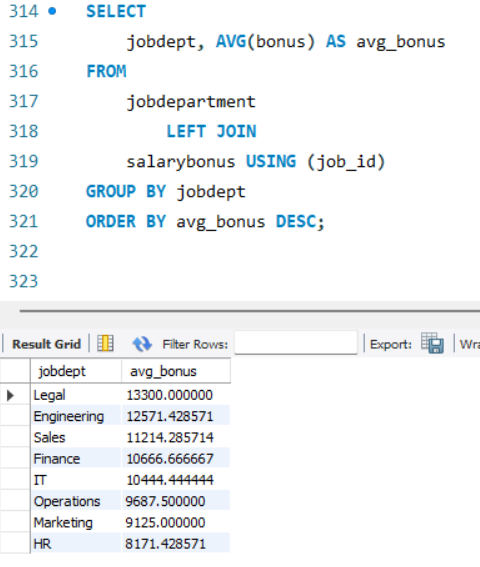 314 SELECT
315 jobdept, AVG(bonus) AS avg_bonus
316 FROM
317 jobdepartment
318 LEFT JOIN
319 salarybonus USING (job_id)
320 GROUP BY jobdept
321 ORDER BY avg_bonus DESC;
322
323
Result Grid Filter Rows: Export: Wra
jobdept avg_bonus
Legal 13300.000000
Engineering 12571.428571
Sales 11214.285714
Finance 10666.666667
IT 10444.444444
Operations 9687.500000
Marketing 9125.000000
HR 8171.428571